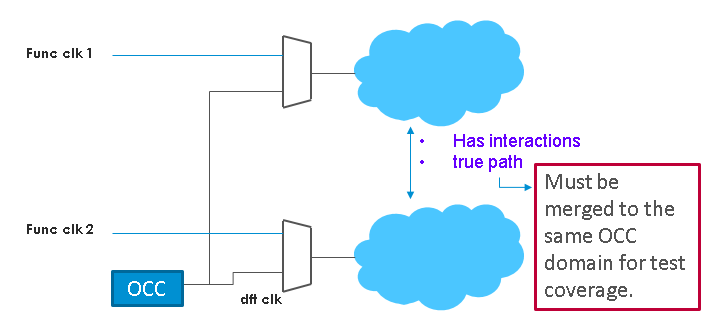 Func clk 1
• Has interactions
• true path
Must be
merged to the
same OCC
domain for test
coverage.
Func clk 2
OCC
dft clk